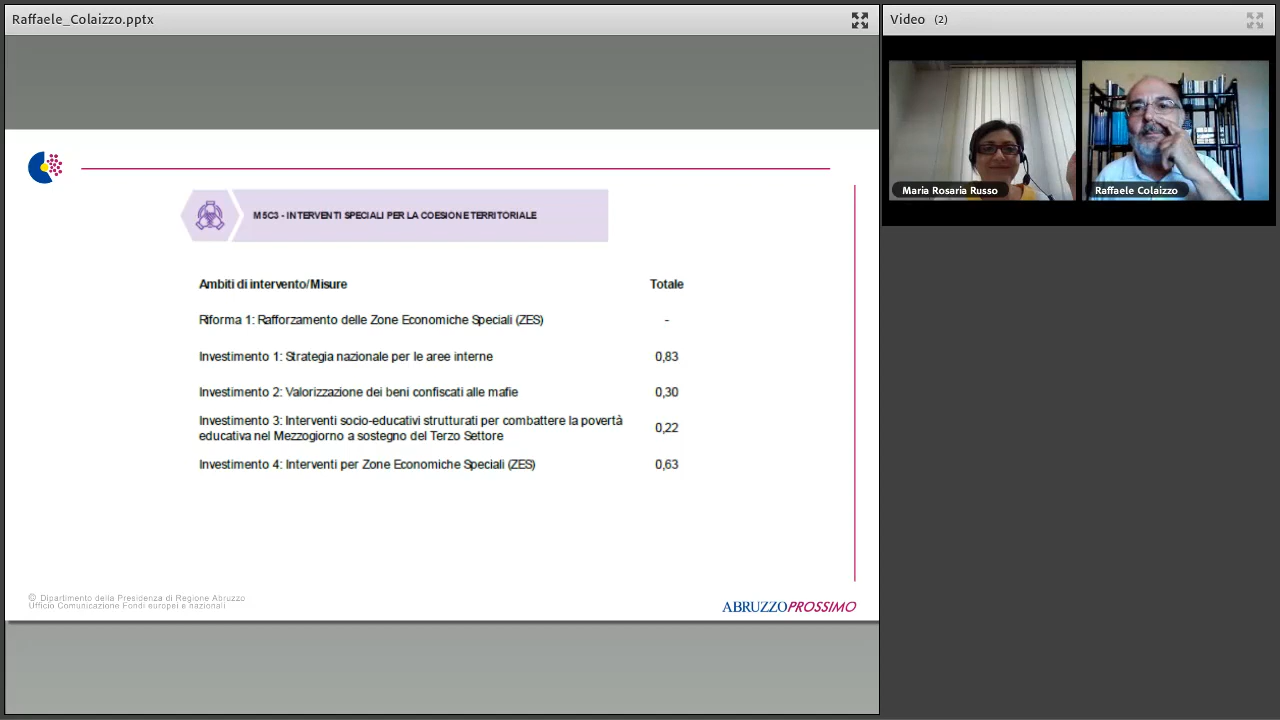 Raffaele_Colaizzo.pptx
Video (2)
Maria Rosaria Russo
Raffaele Colaizzo
M5C3 - INTERVENTI SPECIALI PER LA COESIONE TERRITORIALE
Ambiti di intervento/Misure Totale
Riforma 1: Rafforzamento delle Zone Economiche Speciali (ZES) -
Investimento 1: Strategia nazionale per le aree interne 0,83
Investimento 2: Valorizzazione dei beni confiscati alle mafie 0,30
Investimento 3: Interventi socio-educativi strutturati per combattere la povertà
educativa nel Mezzogiorno a sostegno del Terzo Settore 0,22
Investimento 4: Interventi per Zone Economiche Speciali (ZES) 0,63
© Dipartimento della Presidenza di Regione Abruzzo
Ufficio Comunicazione Fondi europei e nazionali
ABRUZZOPROSSIMO